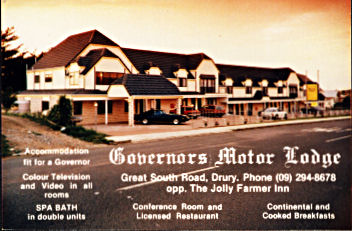 Accommodation
fit for a Governor
Colour Television
and Video in all
rooms
SPA BATH
in double units
Governors Motor Lodge
Great South Road, Drury. Phone (09) 294-8678
opp. The Jolly Farmer Inn
Conference Room and
Licensed Restaurant
Continental and
Cooked Breakfasts